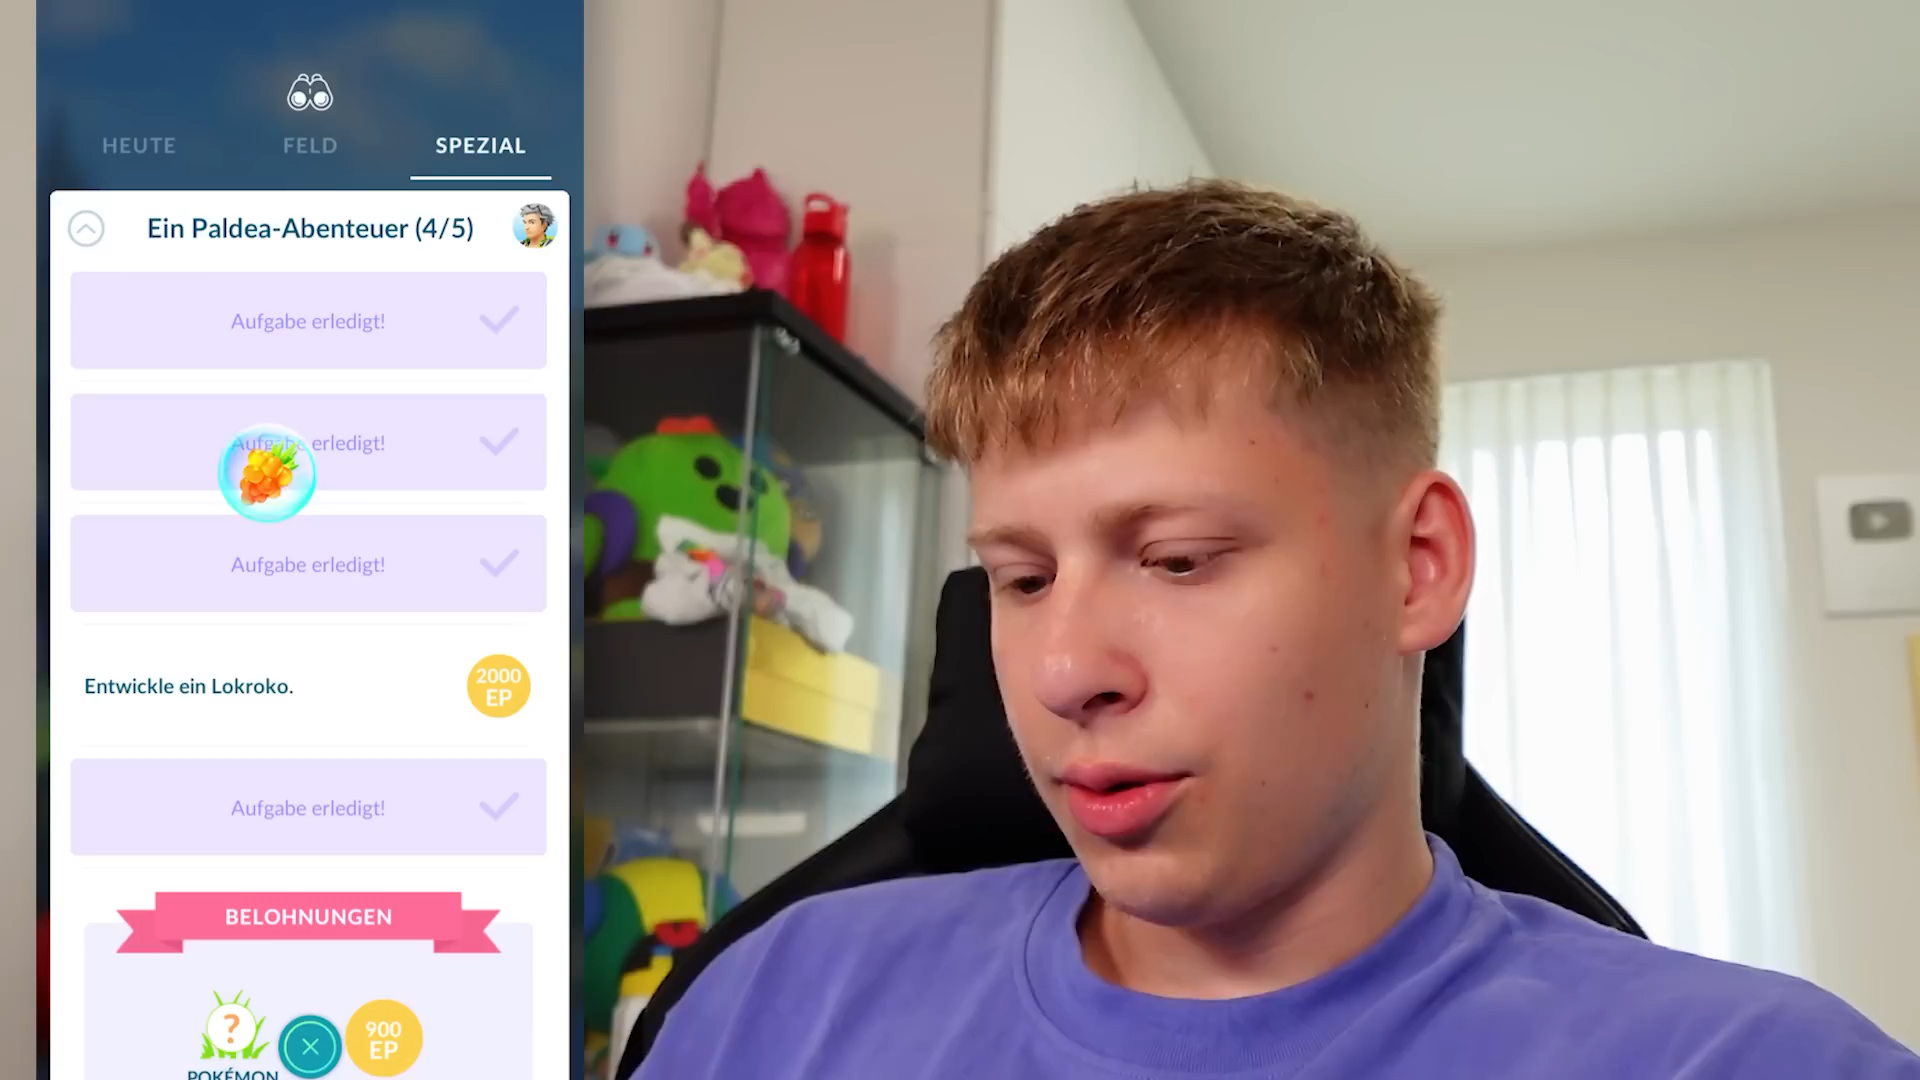 HEUTE
FELD
SPEZIAL
Ein Paldea-Abenteuer (4/5)
Aufgabe erledigt!
Aufgabe erledigt!
Aufgabe erledigt!
Entwickle ein Lokroko.
2000
EP
Aufgabe erledigt!
BELOHNUNGEN
?
900
EP
POKÉMON